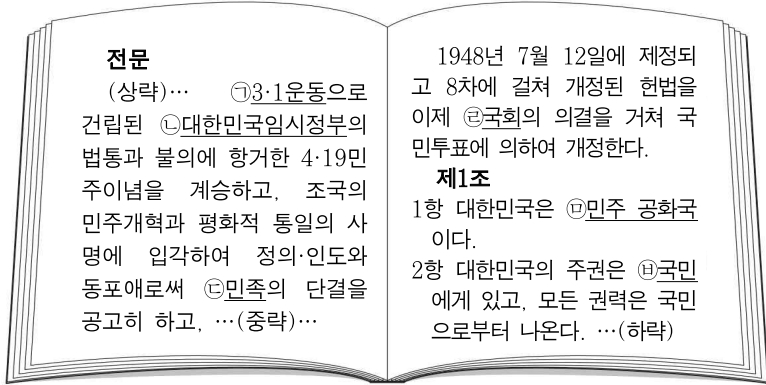 전문
(상략)… ㉠3·1운동으로
건립된 ㉡대한민국임시정부의
법통과 불의에 항거한 4·19민
주이념을 계승하고, 조국의
민주개혁과 평화적 통일의 사
명에 입각하여 정의·인도와
동포애로써 ㉢민족의 단결을
공고히 하고, …(중략)…
1948년 7월 12일에 제정되
고 8차에 걸쳐 개정된 헌법을
이제 ㉣국회의 의결을 거쳐 국
민투표에 의하여 개정한다.
제1조
1항 대한민국은 ㉤민주 공화국
이다.
2항 대한민국의 주권은 ㉥국민
에게 있고, 모든 권력은 국민
으로부터 나온다. …(하략)